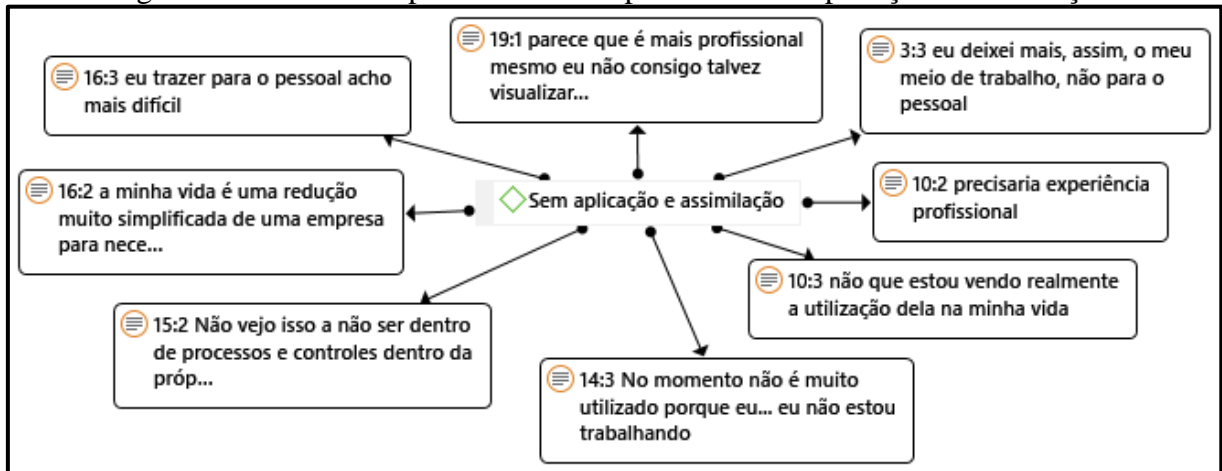 19:1 parece que é mais profissional
mesmo eu não consigo talvez
visualizar...
3:3 eu deixei mais, assim, o meu
meio de trabalho, não para o
pessoal
16:3 eu trazer para o pessoal acho
mais difícil
16:2 a minha vida é uma redução
muito simplificada de uma empresa
para nece...
Sem aplicação e assimilação
10:2 precisaria experiência
profissional
10:3 não que estou vendo realmente
a utilização dela na minha vida
15:2 Não vejo isso a não ser dentro
de processos e controles dentro da
próp...
14:3 No momento não é muito
utilizado porque eu... eu não estou
trabalhando